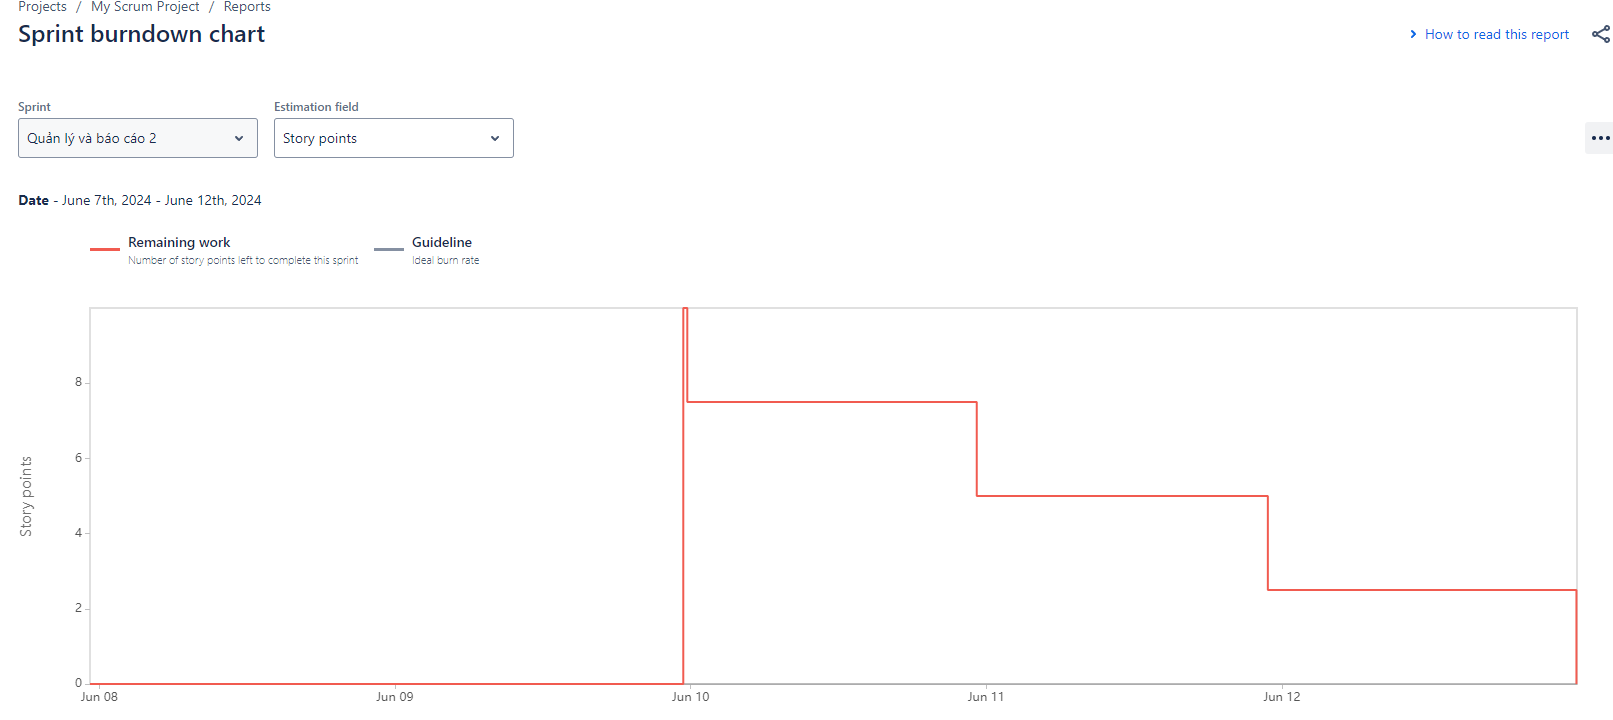 Projects / My Scrum Project / Reports
Sprint burndown chart
How to read this report
Sprint
Estimation field
Quản lý và báo cáo 2
Story points
Date - June 7th, 2024 - June 12th, 2024
Remaining work
Number of story points left to complete this sprint
Guideline
Ideal burn rate
Story points
8
6
4
2
0
Jun 08
Jun 09
Jun 10
Jun 11
Jun 12